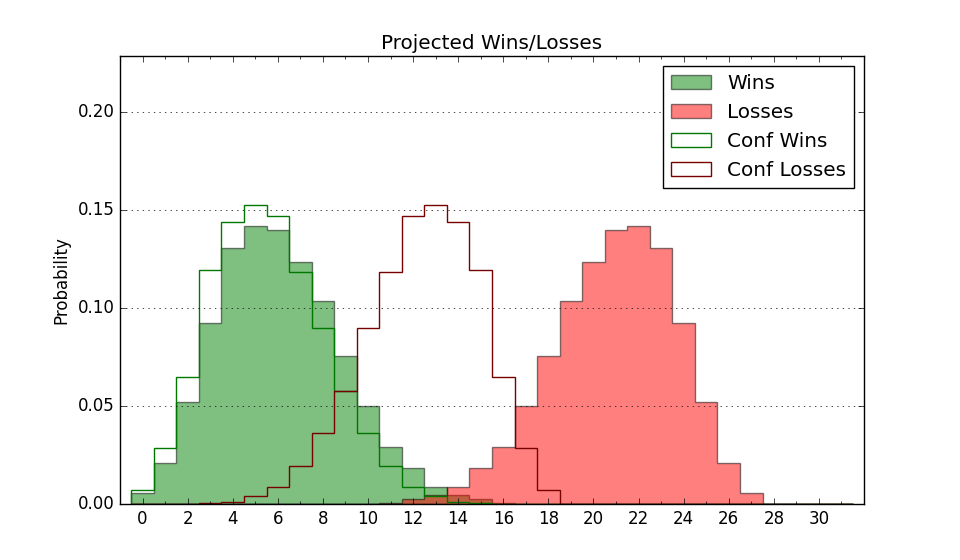 Projected Wins/Losses
Wins
Losses
Conf Wins
Conf Losses
Probability
0.20
0.15
0.10
0.05
0.00
0 2 4 6 8 10 12 14 16 18 20 22 24 26 28 30